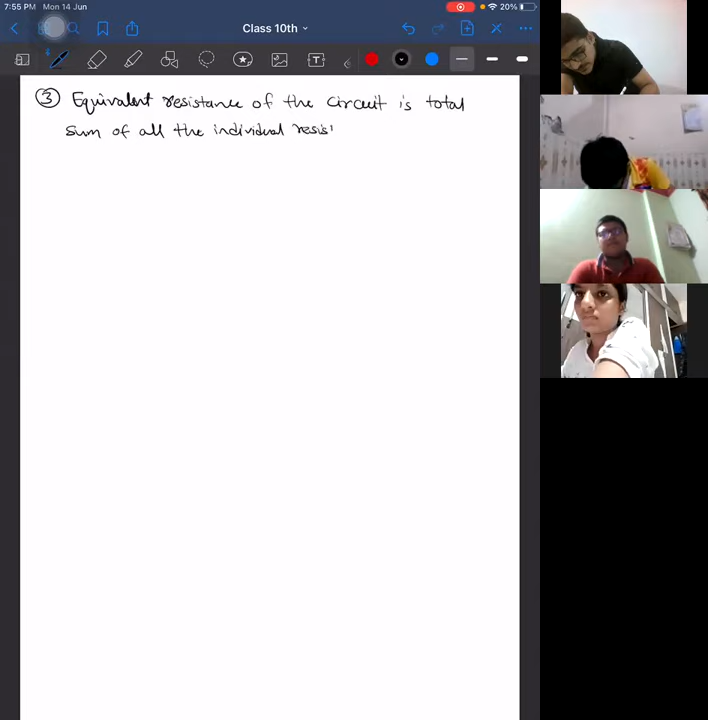 7:55 PM Mon 14 Jun
20%
Class 10th
T
③ Equivalent resistance of the circuit is total
sum of all the individual resis